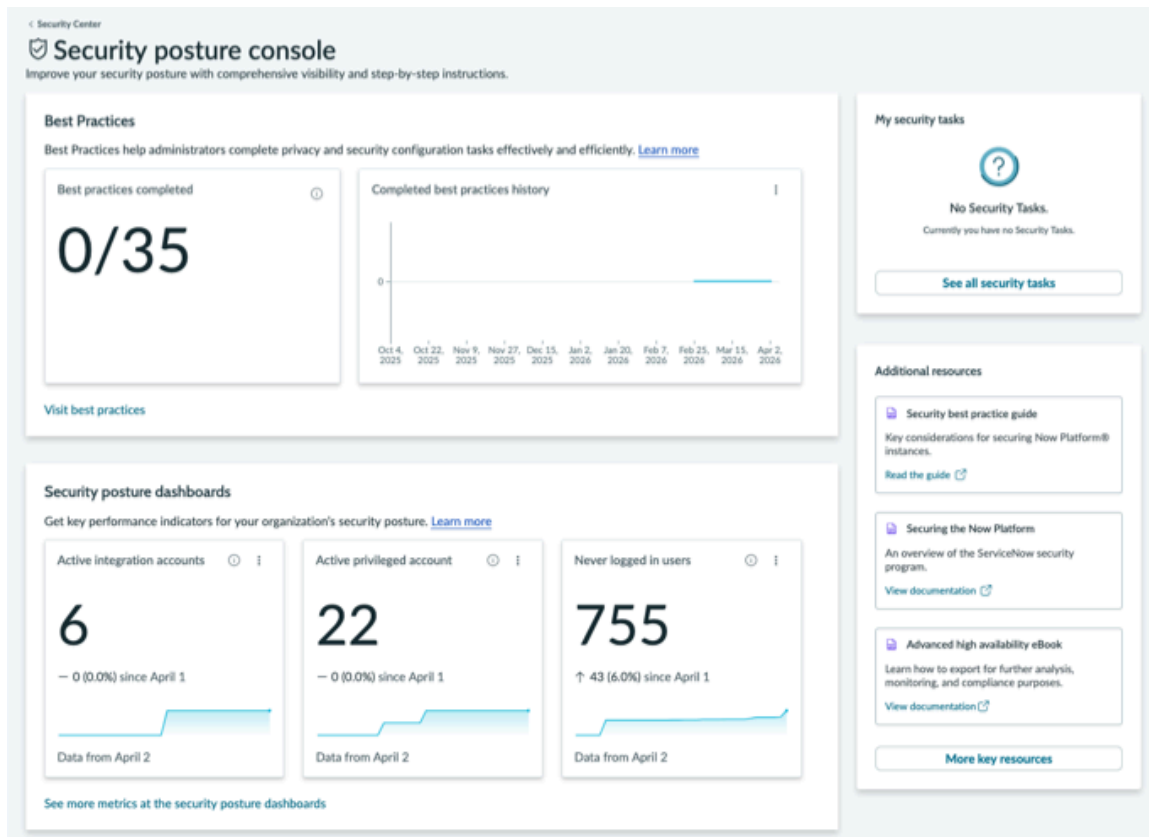 < Security Center
Security posture console
Improve your security posture with comprehensive visibility and step-by-step instructions.
Best Practices
Best Practices help administrators complete privacy and security configuration tasks effectively and efficiently. Learn more
Best practices completed
0/35
Completed best practices history
0
Oct 4, 2025
Oct 22, 2025
Nov 9, 2025
Nov 27, 2025
Dec 15, 2025
Jan 2, 2026
Jan 20, 2026
Feb 7, 2026
Feb 25, 2026
Mar 15, 2026
Apr 2, 2026
Visit best practices
Security posture dashboards
Get key performance indicators for your organization's security posture. Learn more
Active integration accounts
6
— 0 (0.0%) since April 1
Data from April 2
Active privileged account
22
— 0 (0.0%) since April 1
Data from April 2
Never logged in users
755
↑ 43 (6.0%) since April 1
Data from April 2
See more metrics at the security posture dashboards
My security tasks
?
No Security Tasks.
Currently you have no Security Tasks.
See all security tasks
Additional resources
Security best practice guide
Key considerations for securing Now Platform®
instances.
Read the guide
Securing the Now Platform
An overview of the ServiceNow security
program.
View documentation
Advanced high availability eBook
Learn how to export for further analysis,
monitoring, and compliance purposes.
View documentation
More key resources